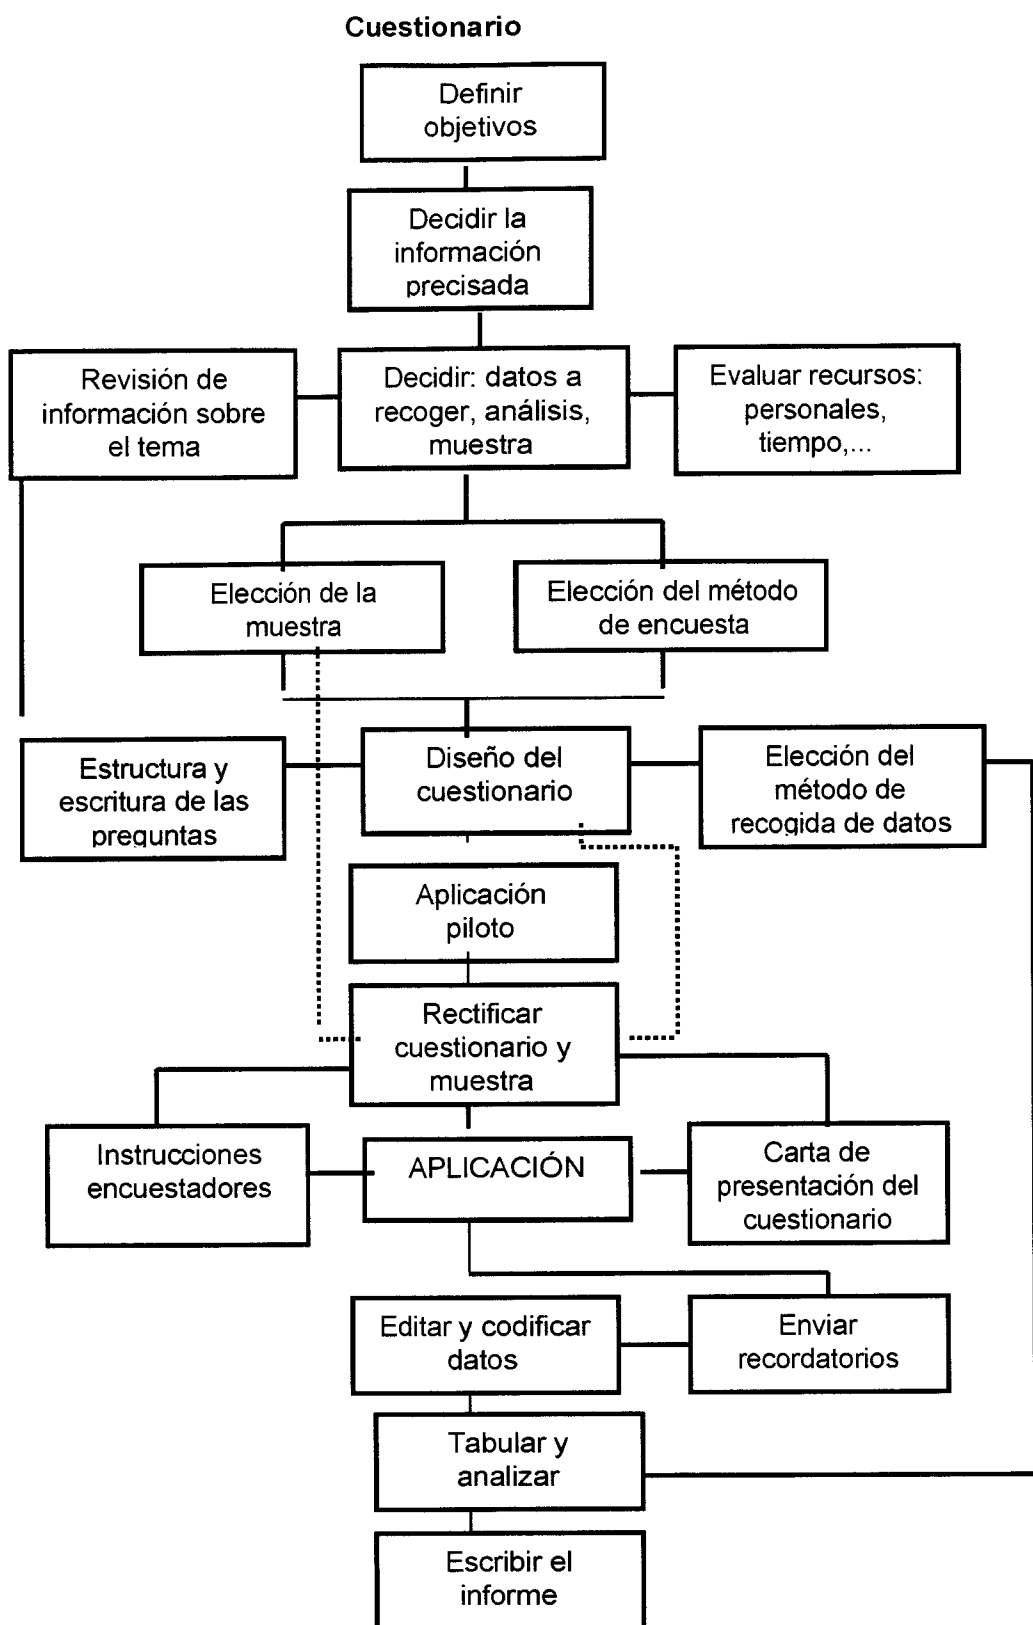 Cuestionario
Definir
objetivos
Decidir la
información
precisada
Revisión de
información sobre
el tema
Decidir: datos a
recoger, análisis,
muestra
Evaluar recursos:
personales,
tiempo,...
Elección de la
muestra
Elección del método
de encuesta
Estructura y
escritura de las
preguntas
Diseño del
cuestionario
Elección del
método de
recogida de datos
Aplicación
piloto
Rectificar
cuestionario y
muestra
Instrucciones
encuestadores
APLICACIÓN
Carta de
presentación del
cuestionario
Editar y codificar
datos
Enviar
recordatorios
Tabular y
analizar
Escribir el
informe